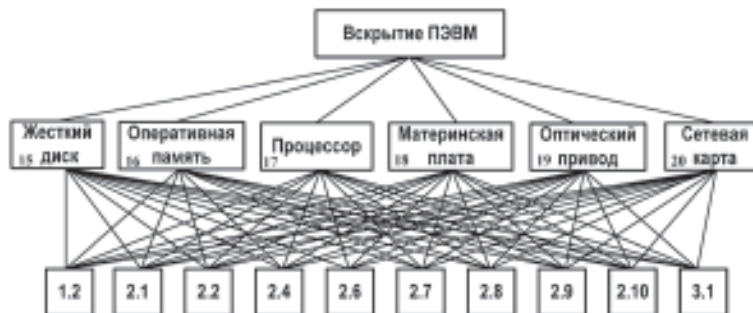 Вскрытие ПЭВМ
Жесткий
15 диск
Оперативная
16 память
Процессор
17
Материнская
18 плата
Оптический
19 привод
Сетевая
20 карта
1.2 2.1 2.2 2.4 2.6 2.7 2.8 2.9 2.10 3.1